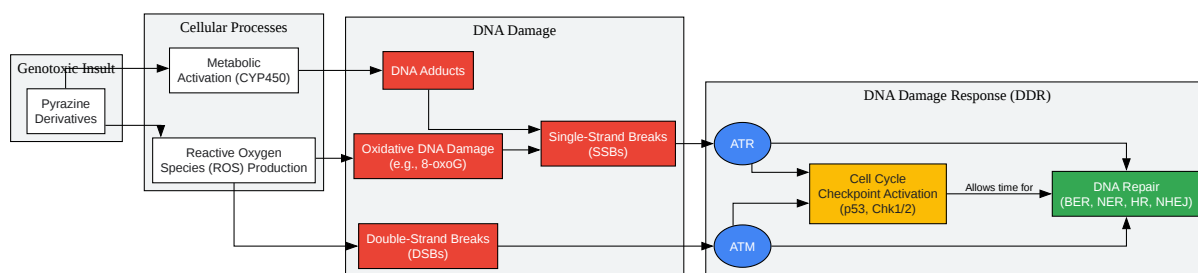 Genotoxic Insult
Pyrazine
Derivatives
Cellular Processes
Metabolic
Activation (CYP450)
Reactive Oxygen
Species (ROS) Production
DNA Damage
DNA Adducts
Oxidative DNA Damage
(e.g., 8-oxoG)
Single-Strand Breaks
(SSBs)
Double-Strand Breaks
(DSBs)
DNA Damage Response (DDR)
ATR
ATM
Cell Cycle
Checkpoint Activation
(p53, Chk1/2)
Allows time for
DNA Repair
(BER, NER, HR, NHEJ)